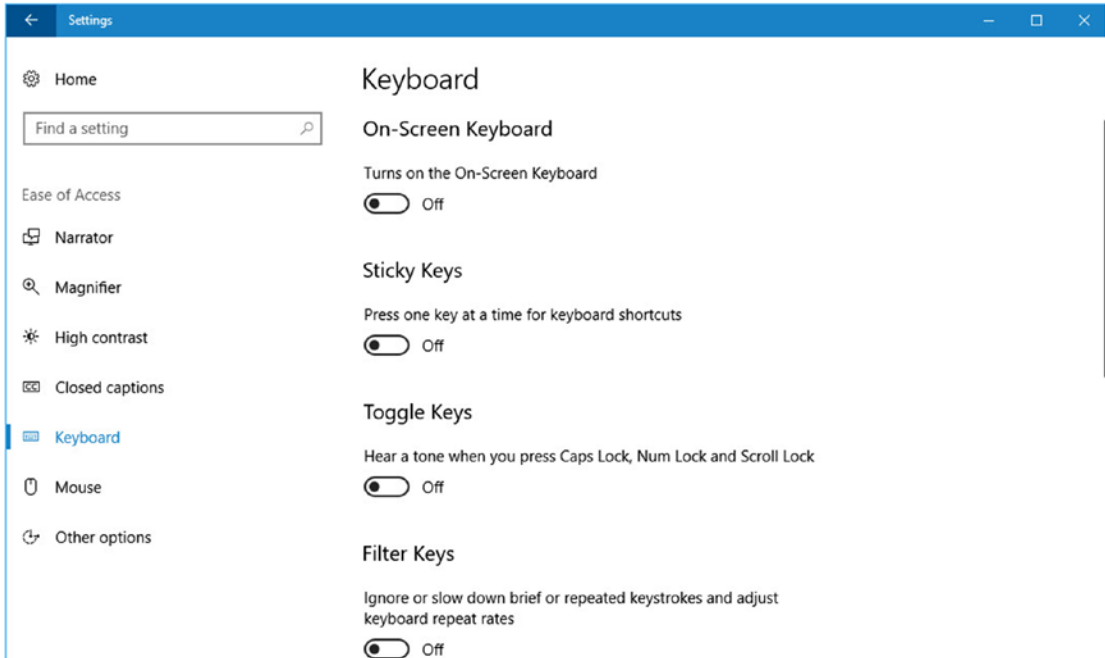 Settings
Home
Find a setting
Ease of Access
Narrator
Magnifier
High contrast
Closed captions
Keyboard
Mouse
Other options
Keyboard
On-Screen Keyboard
Turns on the On-Screen Keyboard
Off
Sticky Keys
Press one key at a time for keyboard shortcuts
Off
Toggle Keys
Hear a tone when you press Caps Lock, Num Lock and Scroll Lock
Off
Filter Keys
Ignore or slow down brief or repeated keystrokes and adjust
keyboard repeat rates
Off